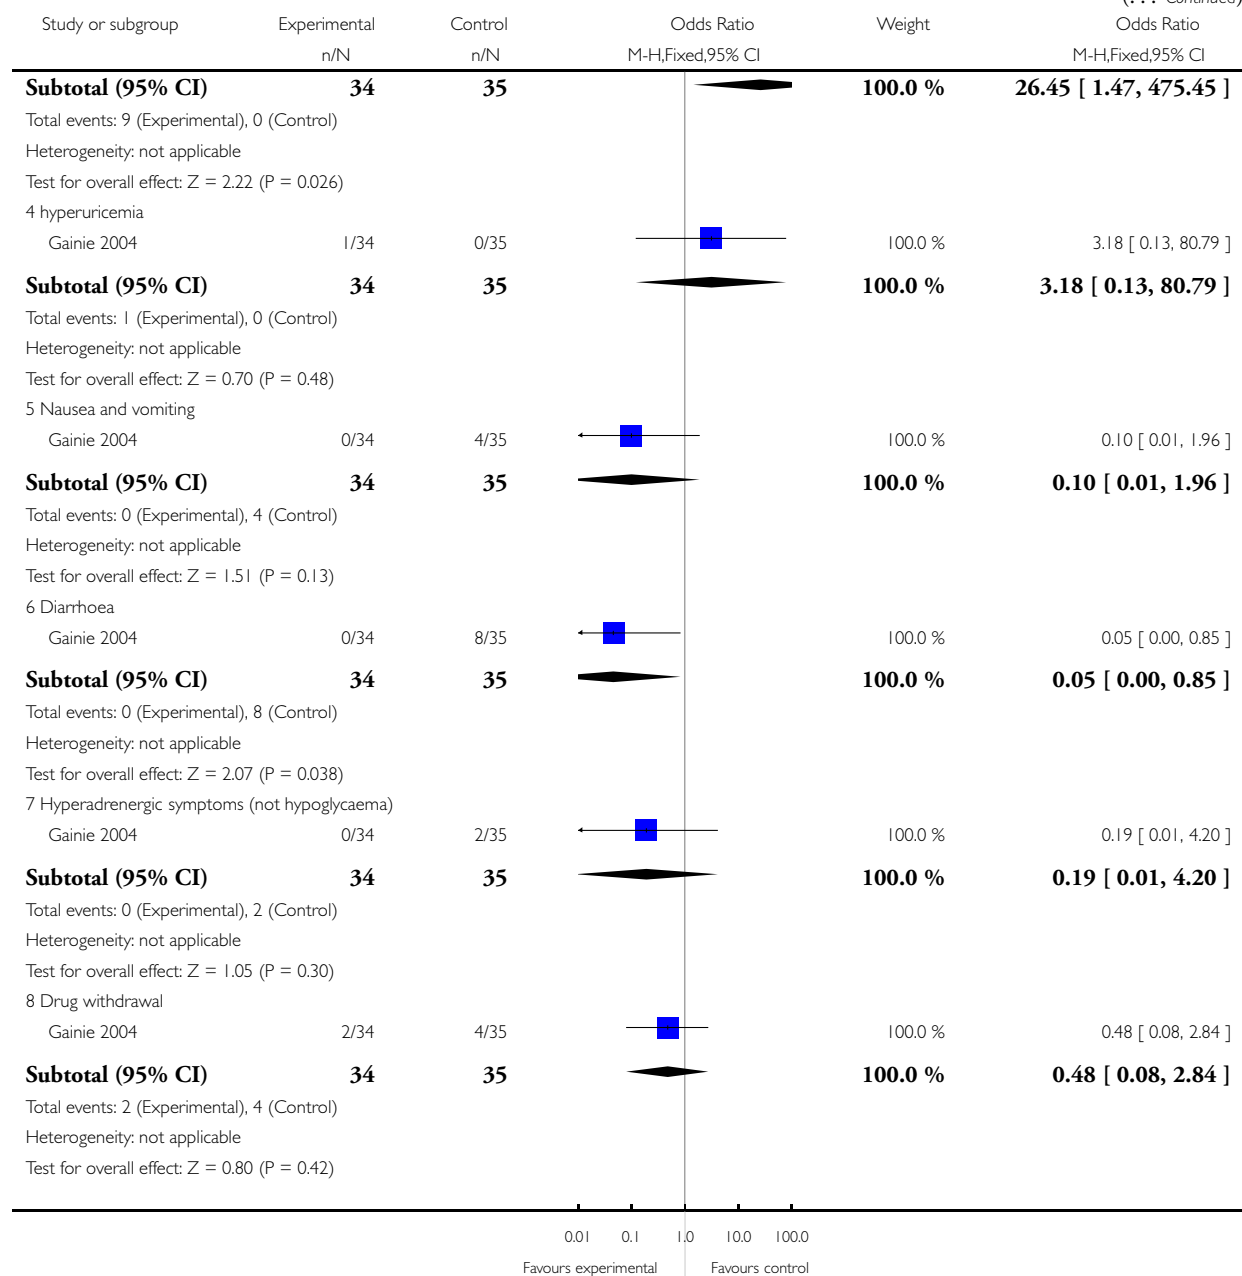 (. . . Continued)
Study or subgroup Experimental Control Odds Ratio Weight Odds Ratio
n/N n/N M-H,Fixed,95% CI M-H,Fixed,95% CI
Subtotal (95% CI) 34 35 100.0 % 26.45 [ 1.47, 475.45 ]
Total events: 9 (Experimental), 0 (Control)
Heterogeneity: not applicable
Test for overall effect: Z = 2.22 (P = 0.026)
4 hyperuricemia
Gainie 2004 1/34 0/35 100.0 % 3.18 [ 0.13, 80.79 ]
Subtotal (95% CI) 34 35 100.0 % 3.18 [ 0.13, 80.79 ]
Total events: 1 (Experimental), 0 (Control)
Heterogeneity: not applicable
Test for overall effect: Z = 0.70 (P = 0.48)
5 Nausea and vomiting
Gainie 2004 0/34 4/35 100.0 % 0.10 [ 0.01, 1.96 ]
Subtotal (95% CI) 34 35 100.0 % 0.10 [ 0.01, 1.96 ]
Total events: 0 (Experimental), 4 (Control)
Heterogeneity: not applicable
Test for overall effect: Z = 1.51 (P = 0.13)
6 Diarrhoea
Gainie 2004 0/34 8/35 100.0 % 0.05 [ 0.00, 0.85 ]
Subtotal (95% CI) 34 35 100.0 % 0.05 [ 0.00, 0.85 ]
Total events: 0 (Experimental), 8 (Control)
Heterogeneity: not applicable
Test for overall effect: Z = 2.07 (P = 0.038)
7 Hyperadrenergic symptoms (not hypoglycaema)
Gainie 2004 0/34 2/35 100.0 % 0.19 [ 0.01, 4.20 ]
Subtotal (95% CI) 34 35 100.0 % 0.19 [ 0.01, 4.20 ]
Total events: 0 (Experimental), 2 (Control)
Heterogeneity: not applicable
Test for overall effect: Z = 1.05 (P = 0.30)
8 Drug withdrawal
Gainie 2004 2/34 4/35 100.0 % 0.48 [ 0.08, 2.84 ]
Subtotal (95% CI) 34 35 100.0 % 0.48 [ 0.08, 2.84 ]
Total events: 2 (Experimental), 4 (Control)
Heterogeneity: not applicable
Test for overall effect: Z = 0.80 (P = 0.42)
0.01 0.1 1.0 10.0 100.0
Favours experimental Favours control